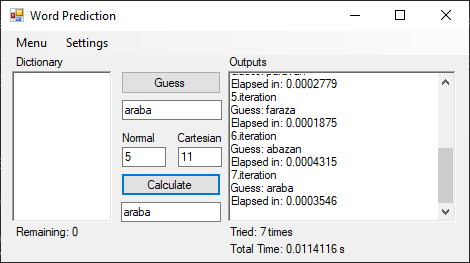 Word Prediction
Menu Settings
Dictionary
Outputs
Guess
araba
Normal Cartesian
5 11
Calculate
araba
Elapsed in: 0.0002779
5.iteration
Guess: faraza
Elapsed in: 0.0001875
6.iteration
Guess: abazan
Elapsed in: 0.0004315
7.iteration
Guess: araba
Elapsed in: 0.0003546
Remaining: 0
Tried: 7 times
Total Time: 0.0114116 s